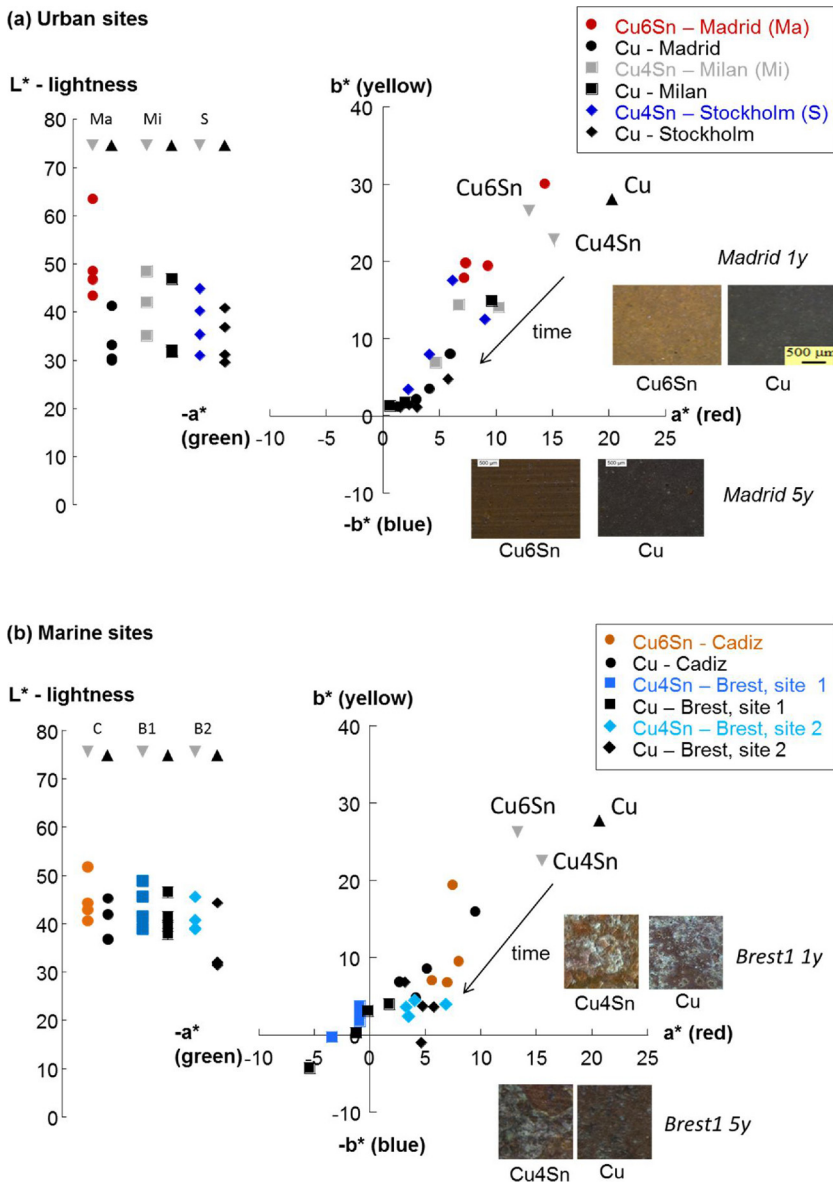 (a) Urban sites
Cu6Sn – Madrid (Ma)
Cu - Madrid
Cu4Sn – Milan (Mi)
Cu - Milan
Cu4Sn – Stockholm (S)
Cu - Stockholm
L* - lightness
b* (yellow)
Ma Mi S
80
70
60
50
40
30
20
10
0
40
30
20
10
-10
Cu6Sn
Cu
Cu4Sn
time
Madrid 1y
500 µm
Cu6Sn Cu
-a*
(green)
a* (red)
-10 -5 0 5 10 15 20 25
-b* (blue)
500 µm
500 µm
Madrid 5y
Cu6Sn Cu
(b) Marine sites
Cu6Sn - Cadiz
Cu - Cadiz
Cu4Sn – Brest, site 1
Cu – Brest, site 1
Cu4Sn – Brest, site 2
Cu – Brest, site 2
L* - lightness
b* (yellow)
C B1 B2
80
70
60
50
40
30
20
10
0
40
30
20
10
0
-10
Cu6Sn
Cu
Cu4Sn
time
Brest1 1y
Cu4Sn Cu
-a*
(green)
a* (red)
-10 -5 0 5 10 15 20 25
-b* (blue)
Brest1 5y
Cu4Sn Cu